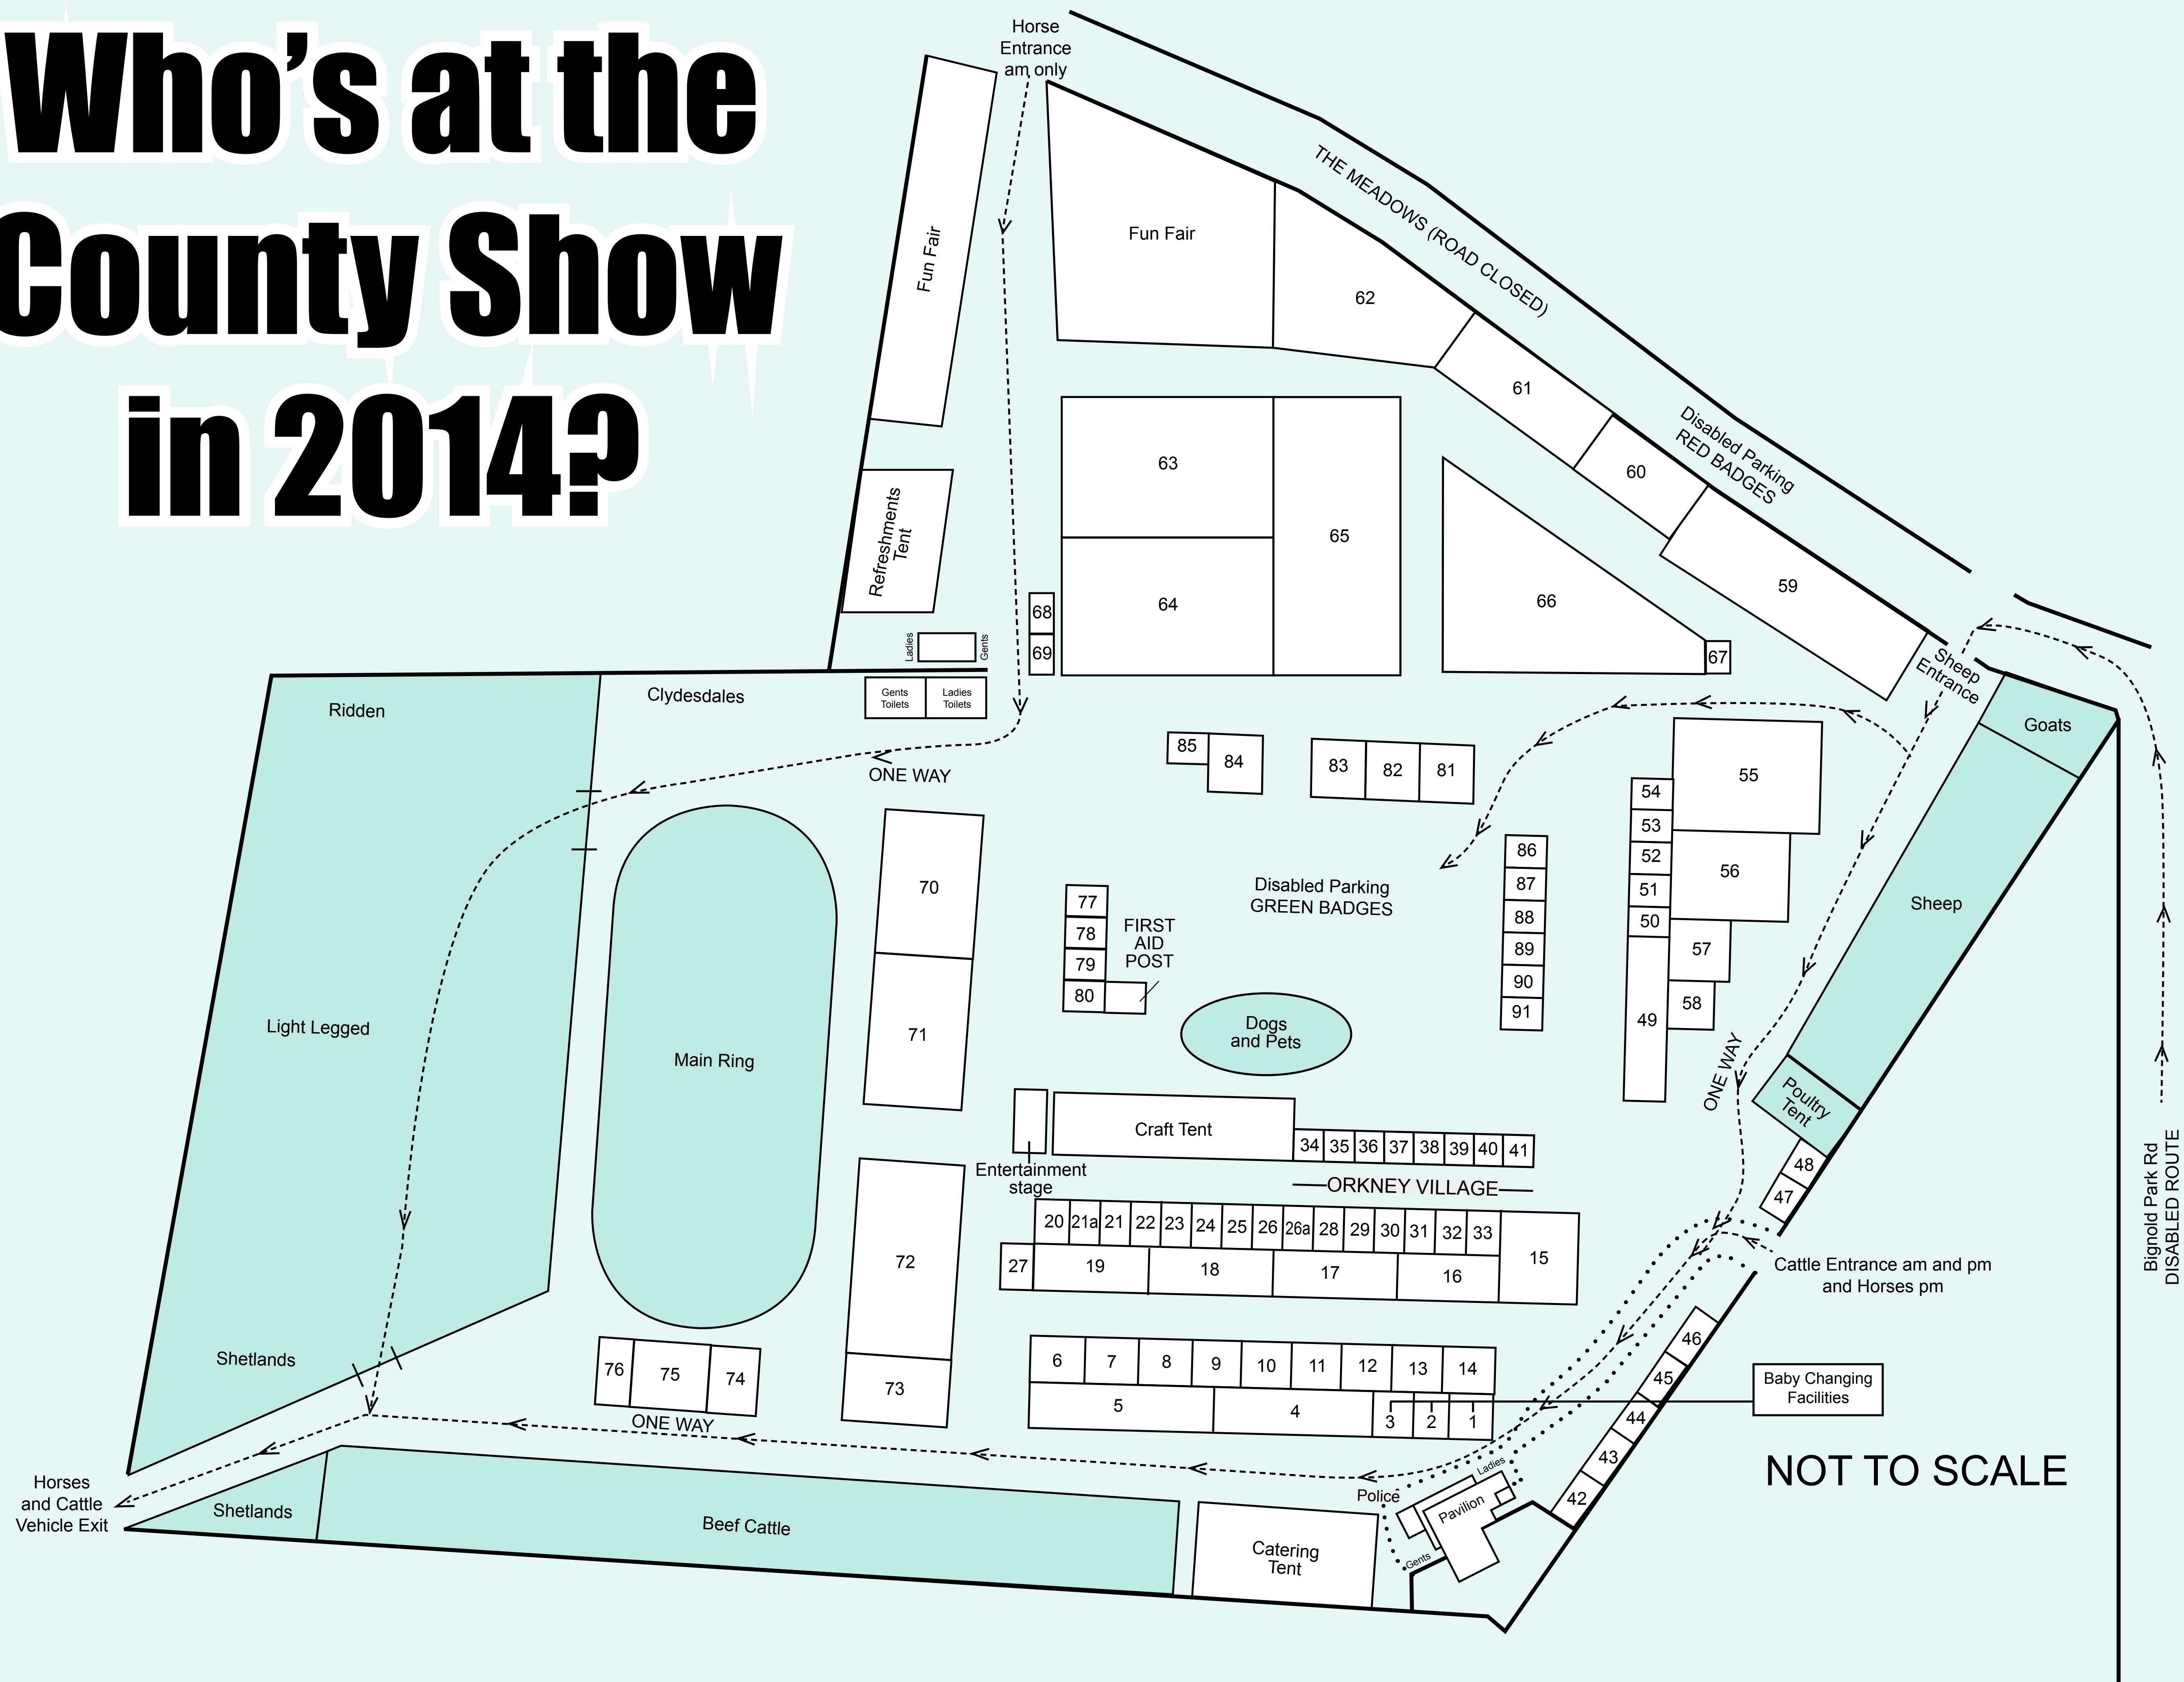 Who's at the
County Show
in 2014?
Horse
Entrance
am only
THE MEADOWS (ROAD CLOSED)
Fun Fair
Fun Fair
62
61
Disabled Parking
RED BADGES
60
59
63
65
64
66
67
Refreshments
Tent
68
69
Ladies
Gents
Gents
Toilets
Ladies
Toilets
Sheep
Entrance
Goats
Ridden
Clydesdales
ONE WAY
85
84
83
82
81
55
54
53
52
51
50
56
57
58
49
Sheep
70
71
77
78
79
80
FIRST
AID
POST
Disabled Parking
GREEN BADGES
86
87
88
89
90
91
Light Legged
Main Ring
Dogs
and Pets
ONE WAY
Poultry
Tent
48
47
Craft Tent
34 35 36 37 38 39 40 41
Entertainment
stage
ORKNEY VILLAGE
Bignold Park Rd
DISABLED ROUTE
20 21a 21 22 23 24 25 26 26a 28 29 30 31 32 33
15
27 19 18 17 16
72
73
Cattle Entrance am and pm
and Horses pm
Shetlands
76 75 74
ONE WAY
6 7 8 9 10 11 12 13 14
5 4 3 2 1
46
45
44
43
42
Baby Changing
Facilities
NOT TO SCALE
Horses
and Cattle
Vehicle Exit
Shetlands
Beef Cattle
Catering
Tent
Police
Ladies
Pavilion
Gents